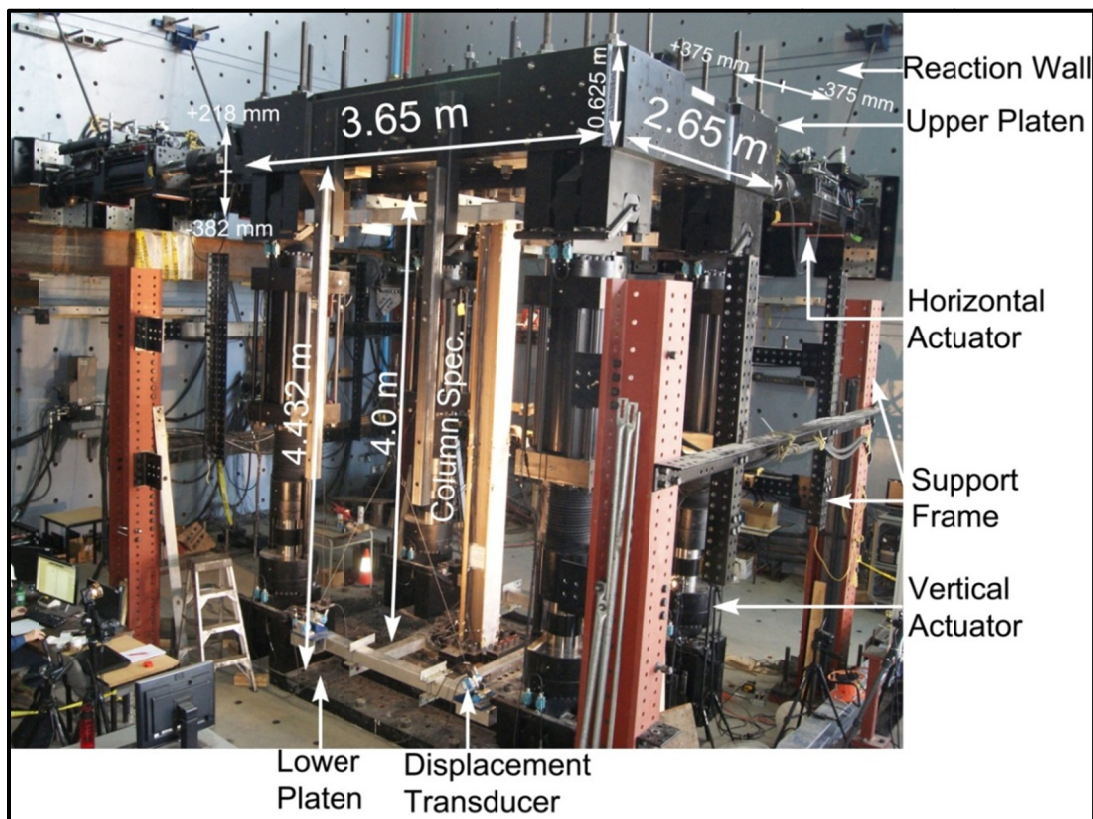 +375 mm
-375 mm
Reaction Wall
+218 mm
3.65 m
0.625 m
2.65 m
Upper Platen
-382 mm
Horizontal
Actuator
4.432 m
4.0 m
Column Spec.
Support
Frame
Vertical
Actuator
Lower
Platen
Displacement
Transducer